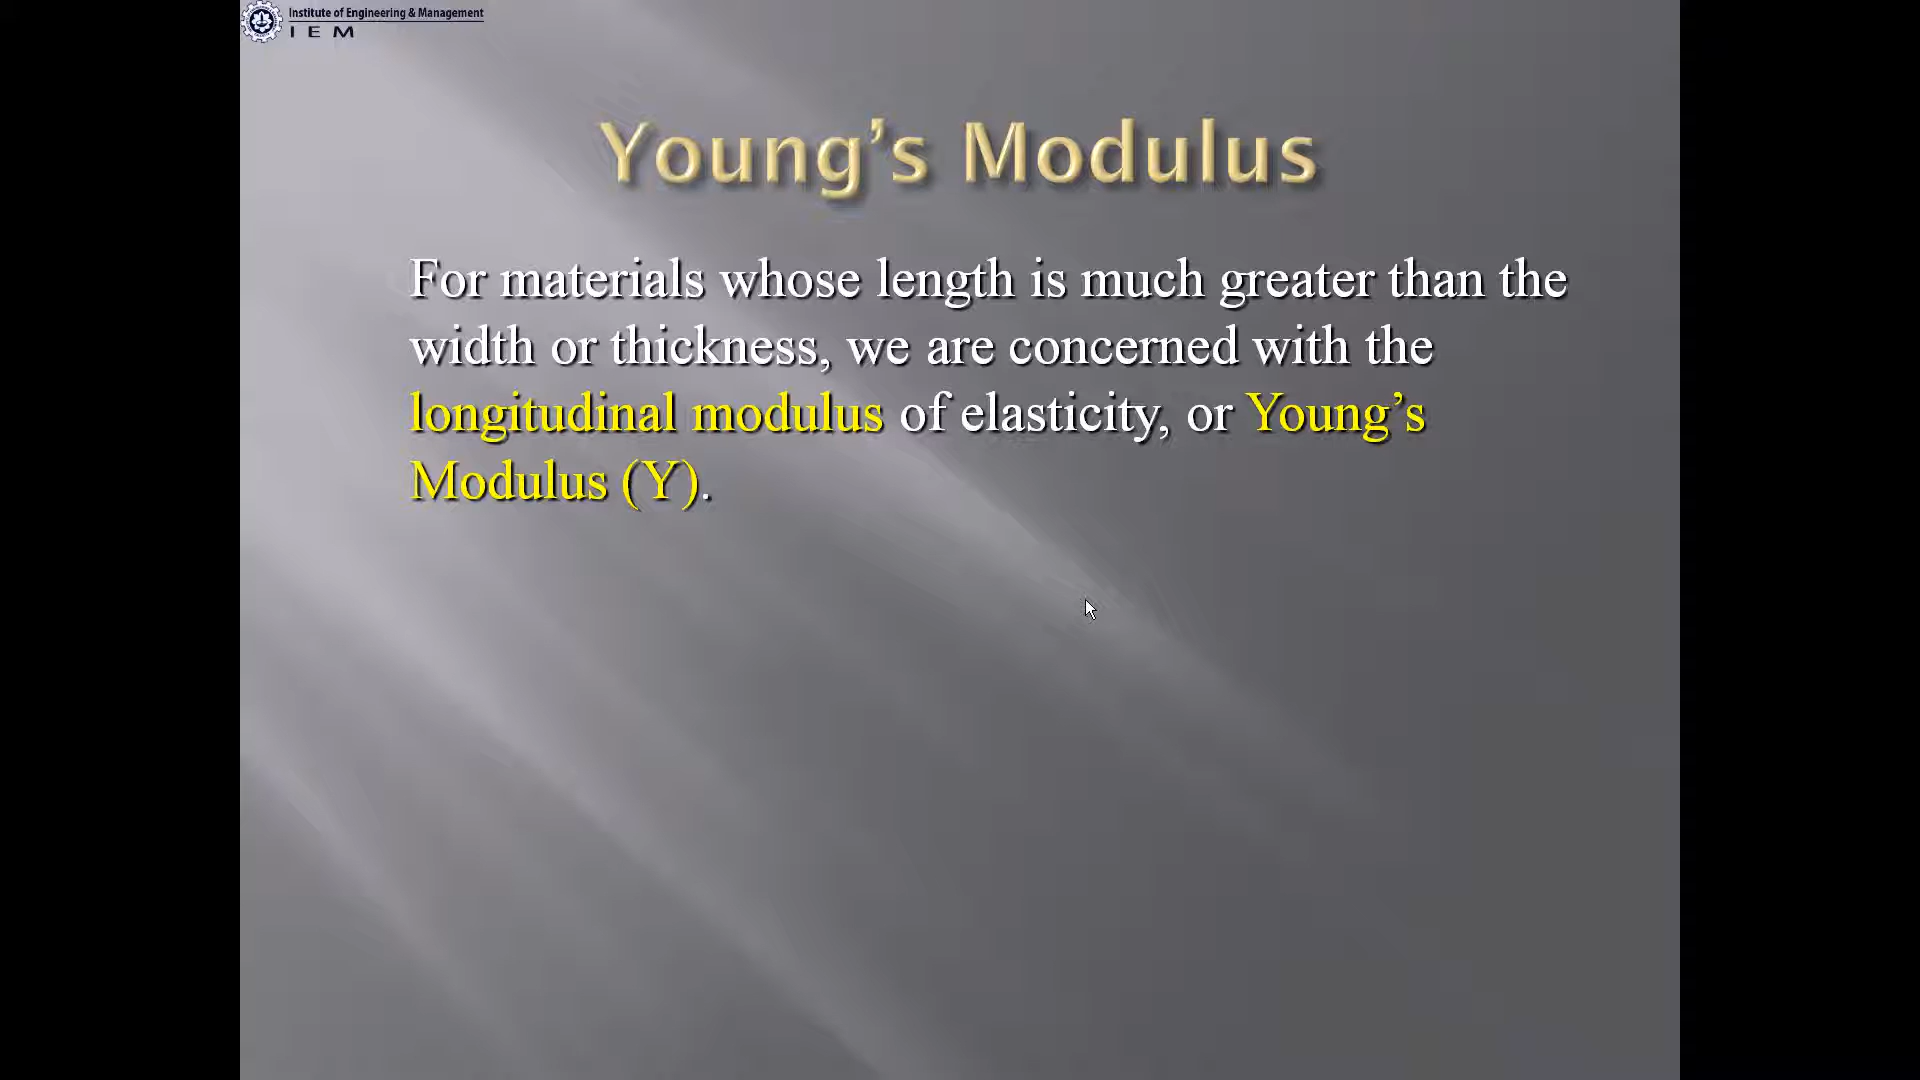 Institute of Engineering & Management
I E M
Young’s Modulus
For materials whose length is much greater than the
width or thickness, we are concerned with the
longitudinal modulus of elasticity, or Young’s
Modulus (Y).